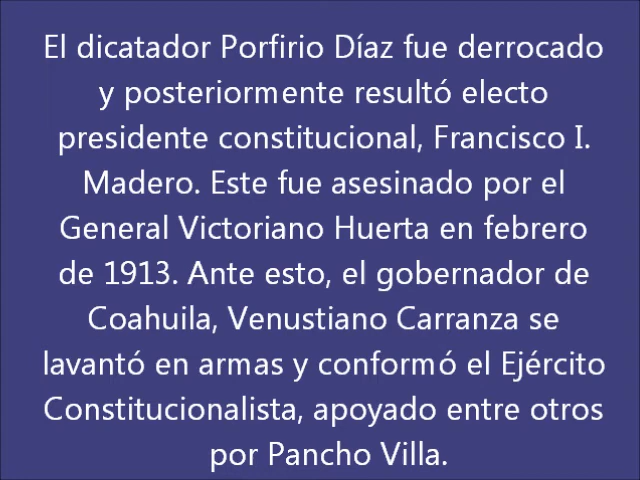 El dicatador Porfirio Díaz fue derrocado
y posteriormente resultó electo
presidente constitucional, Francisco I.
Madero. Este fue asesinado por el
General Victoriano Huerta en febrero
de 1913. Ante esto, el gobernador de
Coahuila, Venustiano Carranza se
lavantó en armas y conformó el Ejército
Constitucionalista, apoyado entre otros
por Pancho Villa.